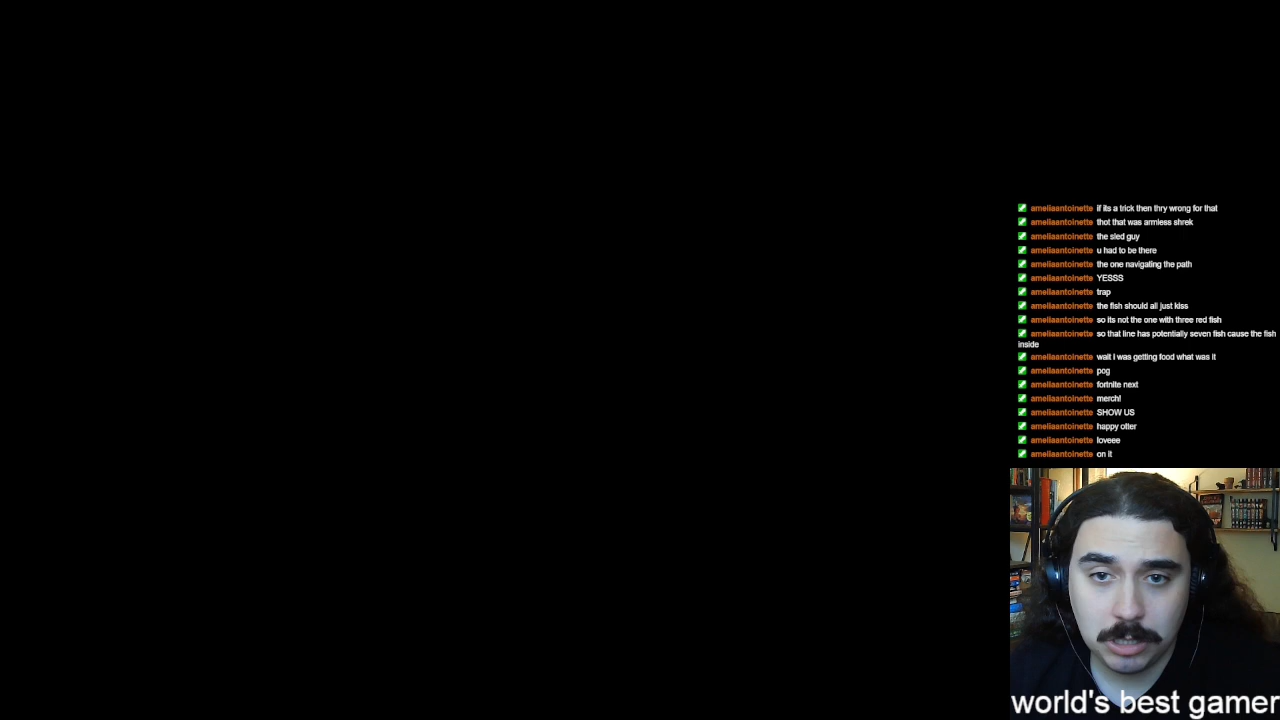 ameliaantoinette if its a trick then thry wrong for that
ameliaantoinette thot that was armless shrek
ameliaantoinette the sled guy
ameliaantoinette u had to be there
ameliaantoinette the one navigating the path
ameliaantoinette YESSS
ameliaantoinette trap
ameliaantoinette the fish should all just kiss
ameliaantoinette so its not the one with three red fish
ameliaantoinette so that line has potentially seven fish cause the fish
inside
ameliaantoinette wait i was getting food what was it
ameliaantoinette pog
ameliaantoinette fortnite next
ameliaantoinette merch!
ameliaantoinette SHOW US
ameliaantoinette happy otter
ameliaantoinette loveee
ameliaantoinette on it
world's best gamer